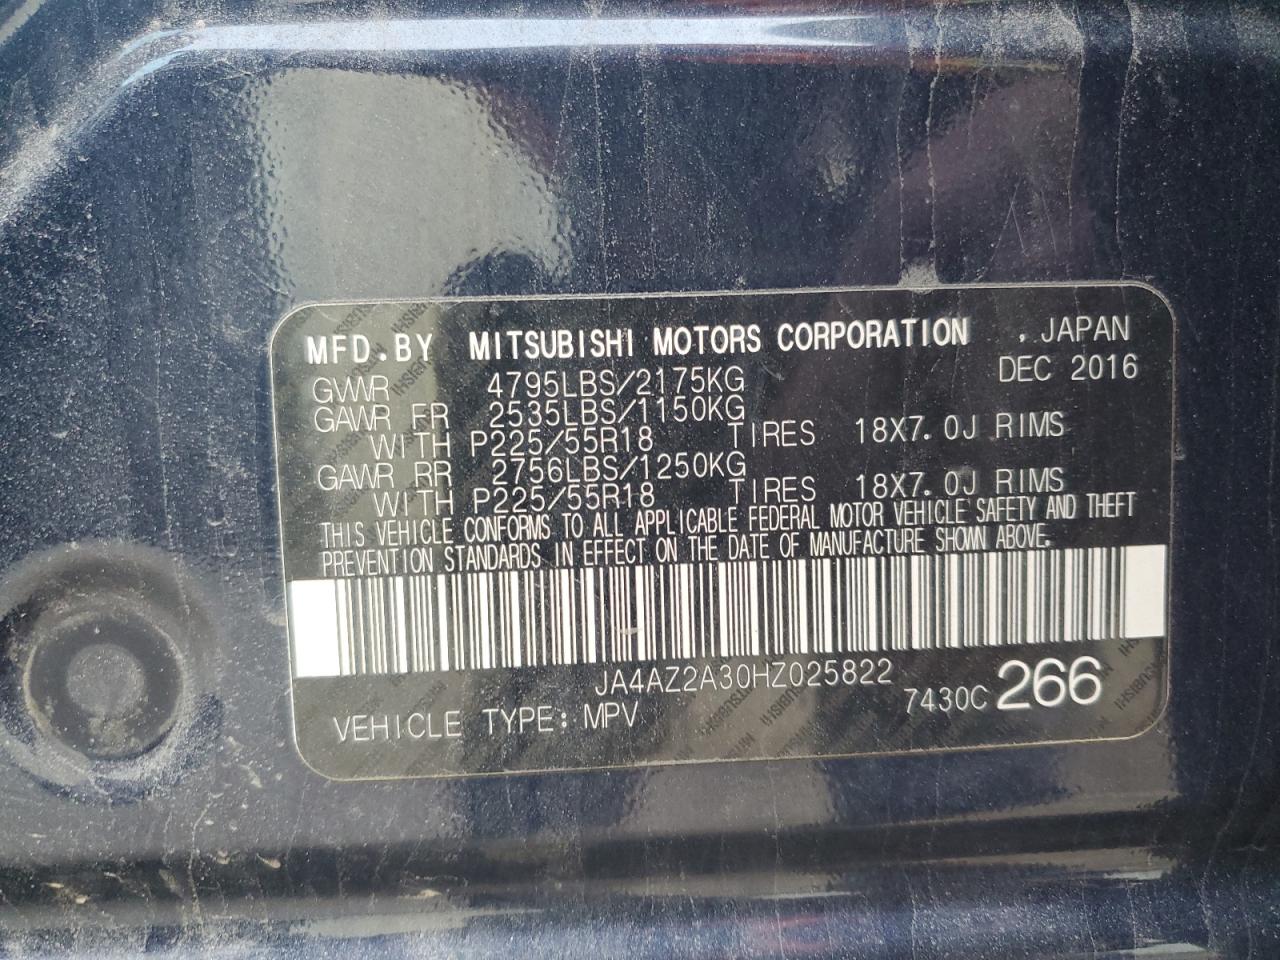 MFD.BY MITSUBISHI MOTORS CORPORATION , JAPAN
GVWR 4795LBS/2175KG DEC 2016
GAWR FR 2535LBS/1150KG
WITH P225/55R18 TIRES 18X7.0J RIMS
GAWR RR 2756LBS/1250KG
WITH P225/55R18 TIRES 18X7.0J RIMS
THIS VEHICLE CONFORMS TO ALL APPLICABLE FEDERAL MOTOR VEHICLE SAFETY AND THEFT
PREVENTION STANDARDS IN EFFECT ON THE DATE OF MANUFACTURE SHOWN ABOVE.
JA4AZ2A30HZ025822
VEHICLE TYPE: MPV 7430C 266